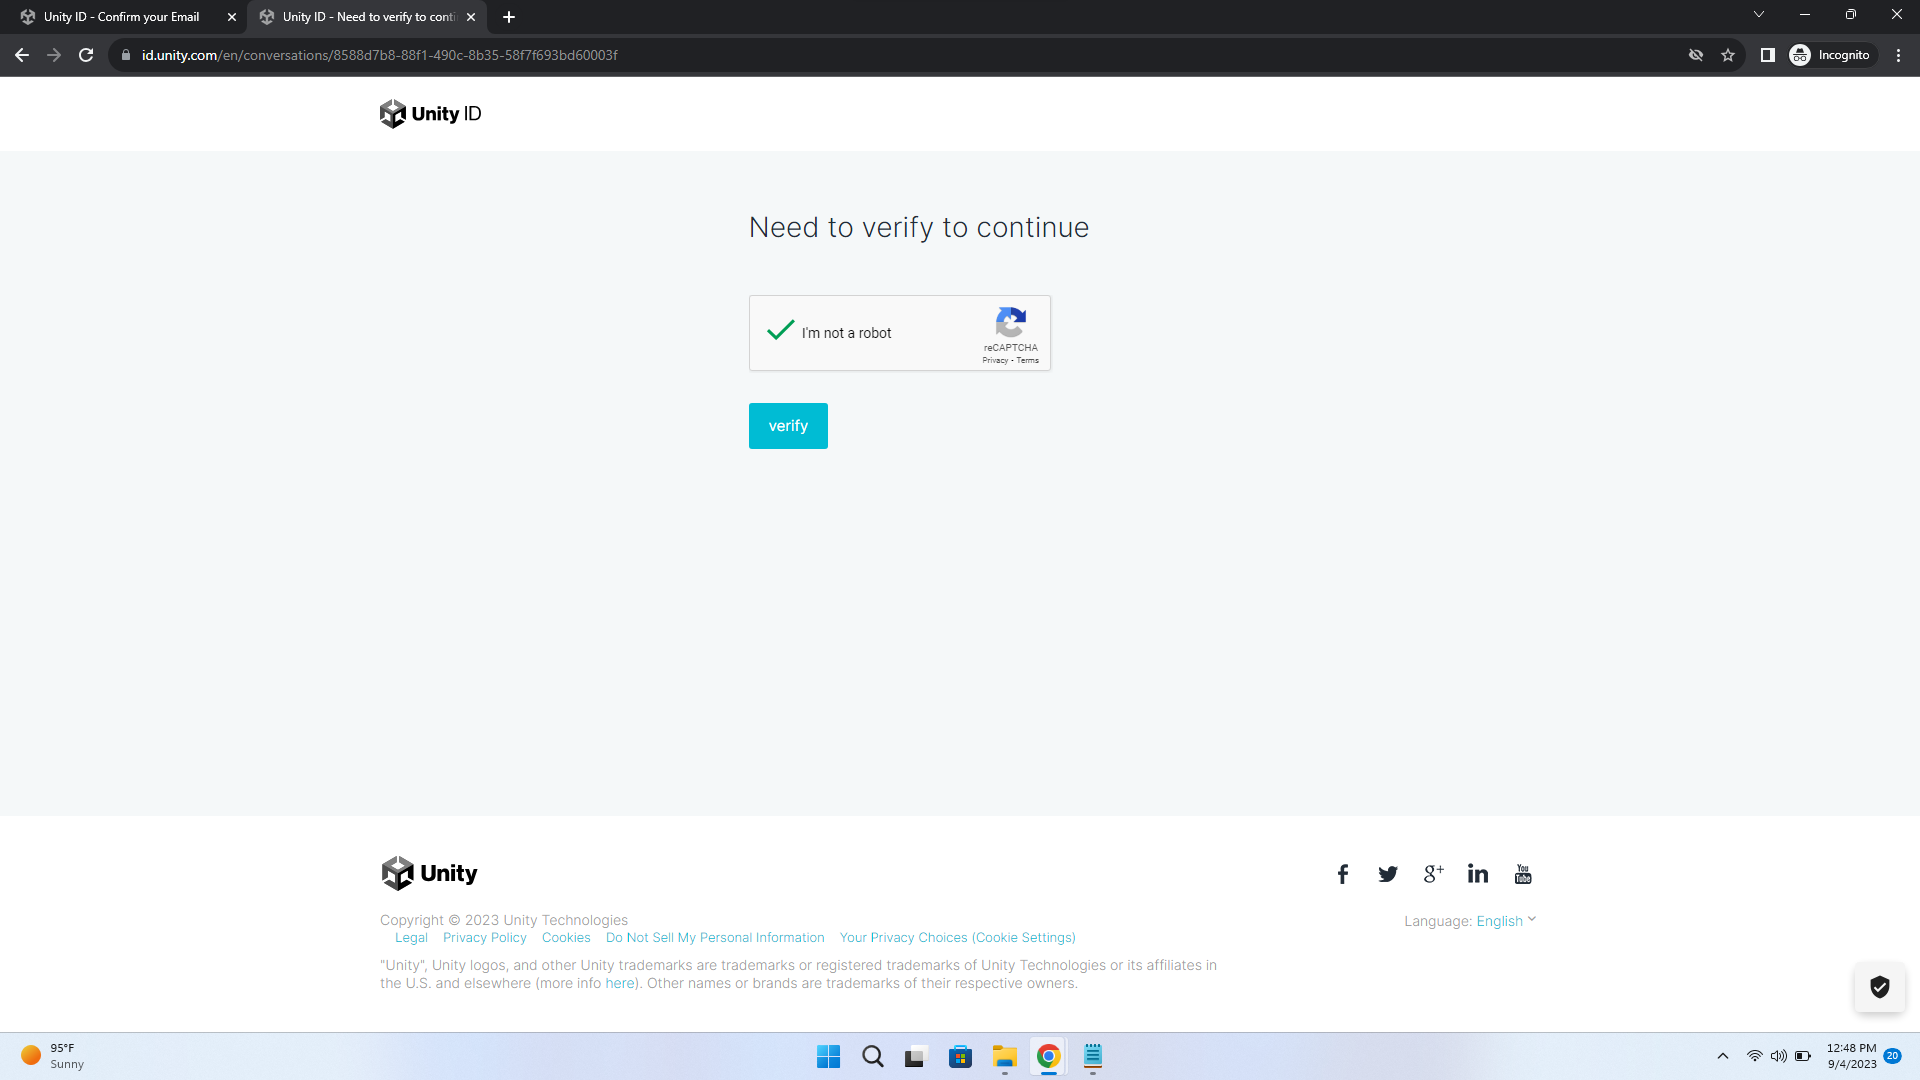 Unity ID - Confirm your Email
Unity ID - Need to verify to conti
id.unity.com/en/conversations/8588d7b8-88f1-490c-8b35-58f7f693bd60003f
Incognito
Unity ID
Need to verify to continue
I'm not a robot
reCAPTCHA
Privacy - Terms
verify
Unity
g+
in
You
Tube
Copyright © 2023 Unity Technologies
Language: English
Legal Privacy Policy Cookies Do Not Sell My Personal Information Your Privacy Choices (Cookie Settings)
"Unity", Unity logos, and other Unity trademarks are trademarks or registered trademarks of Unity Technologies or its affiliates in
the U.S. and elsewhere (more info here). Other names or brands are trademarks of their respective owners.
95°F
Sunny
12:48 PM
9/4/2023
20